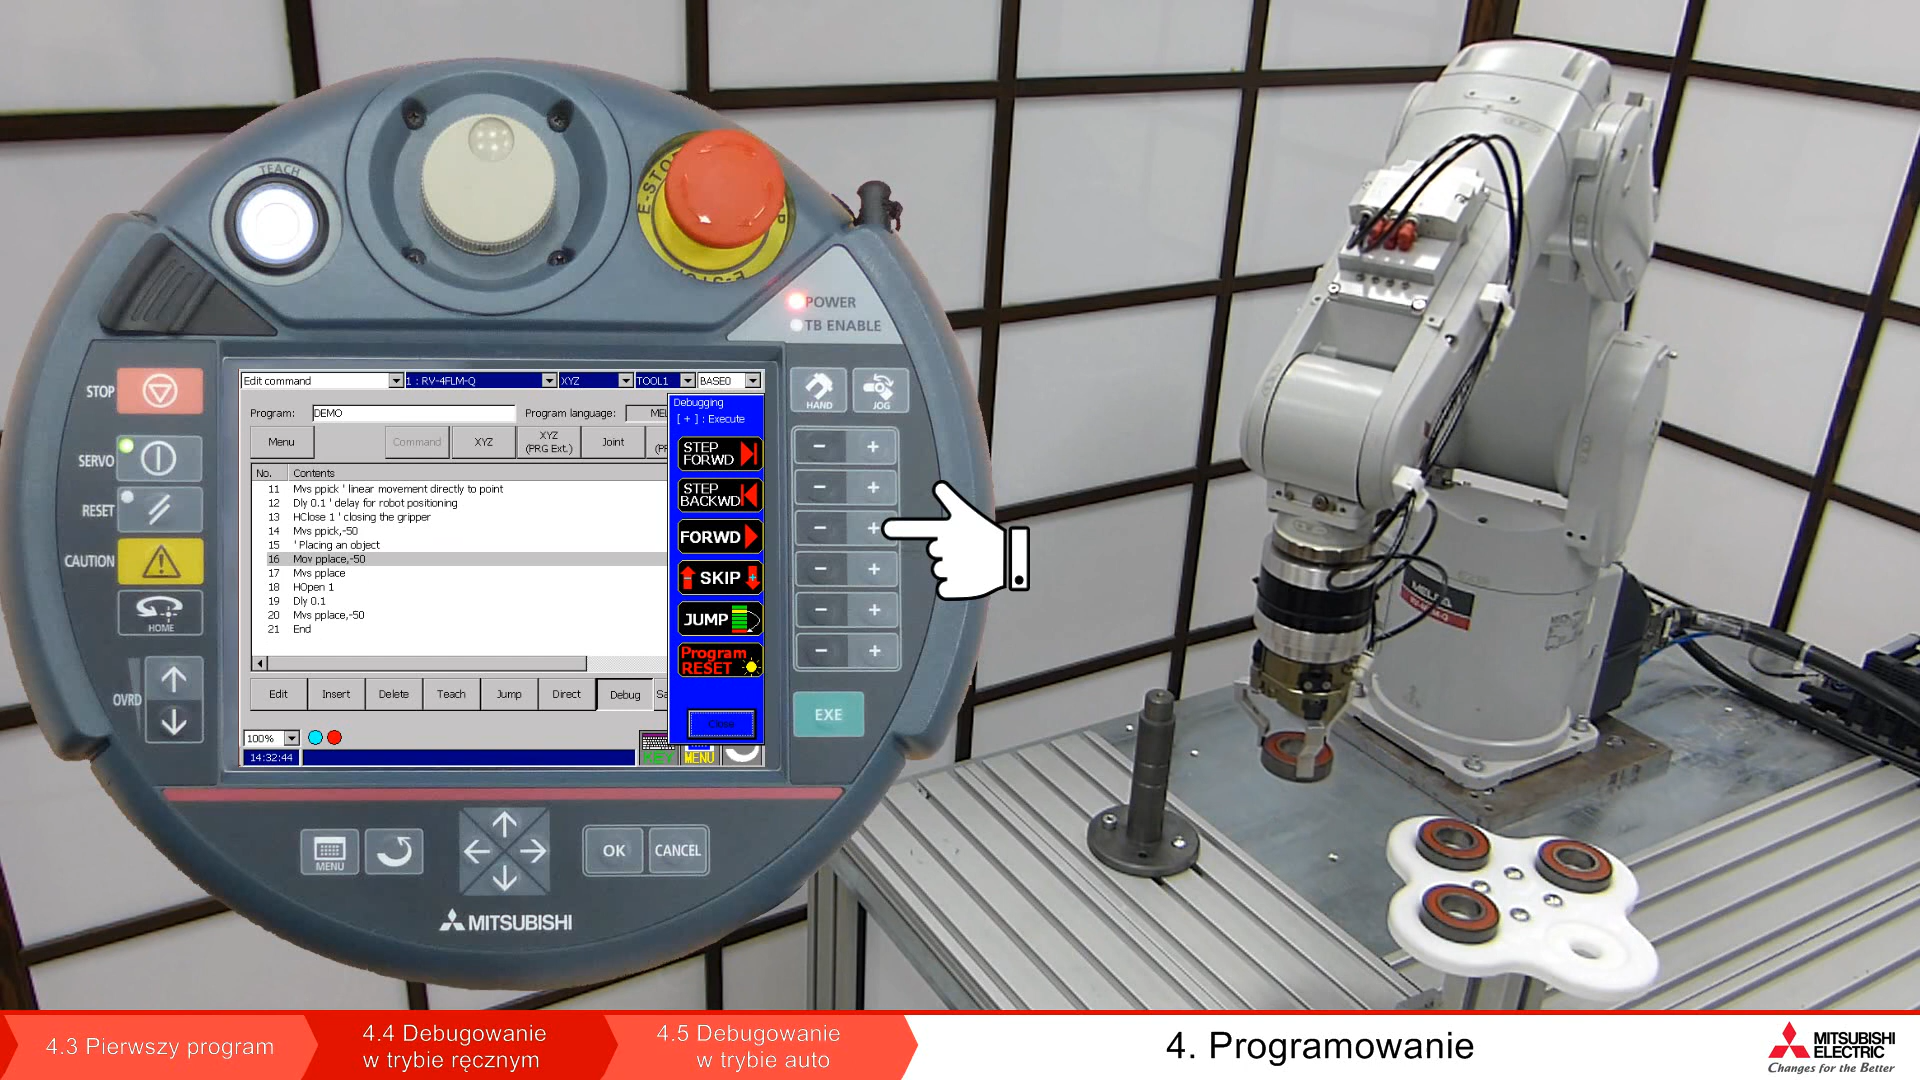 TEACH
E-STOP
E-STOP
POWER
TB ENABLE
STOP
SERVO
RESET
CAUTION
HOME
OVRD
HAND
JOG
Edit command
1 : RV-4FLM-Q
XYZ
TOOL1
BASE0
Program:
DEMO
Program language:
MEL
Menu
Command
XYZ
XYZ
(PRG Ext.)
Joint
No.
Contents
11 Mvs ppick ' linear movement directly to point
12 Dly 0.1 ' delay for robot positioning
13 HClose 1 ' closing the gripper
14 Mvs ppick,-50
15 ' Placing an object
16 Mov pplace,-50
17 Mvs pplace
18 HOpen 1
19 Dly 0.1
20 Mvs pplace,-50
21 End
Edit
Insert
Delete
Teach
Jump
Direct
Debug
Sa
100%
14:32:44
KEY
MENU
Debugging
[ + ] : Execute
STEP
FORWD
STEP
BACKWD
FORWD
SKIP
JUMP
Program
RESET
Close
- +
- +
- +
- +
- +
- +
EXE
MENU
OK
CANCEL
MITSUBISHI
MELFA
4.3 Pierwszy program
4.4 Debugowanie
w trybie ręcznym
4.5 Debugowanie
w trybie auto
4. Programowanie
MITSUBISHI
ELECTRIC
Changes for the Better